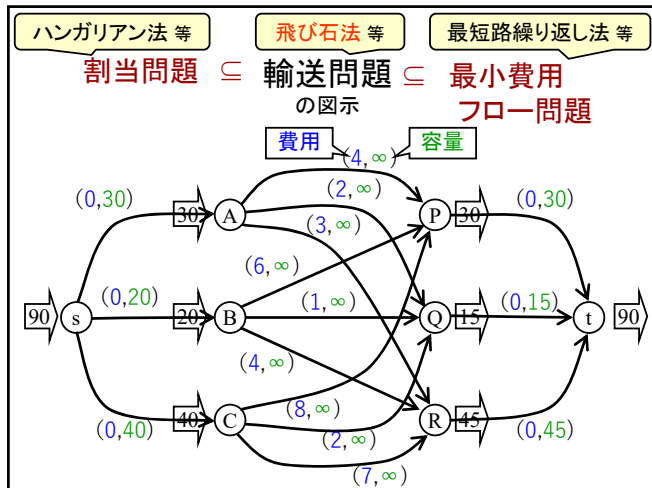 ハンガリアン法 等
飛び石法 等
最短路繰り返し法 等
割当問題 ⊆ 輸送問題 ⊆ 最小費用
の図示
フロー問題
費用
容量
(4,∞)
(2,∞)
(0,30)
30
A
(3,∞)
P
30
(0,30)
(6,∞)
90
s
(0,20)
20
B
(1,∞)
Q
15
(0,15)
t
90
(4,∞)
(0,40)
40
C
(8,∞)
(2,∞)
R
45
(0,45)
(7,∞)